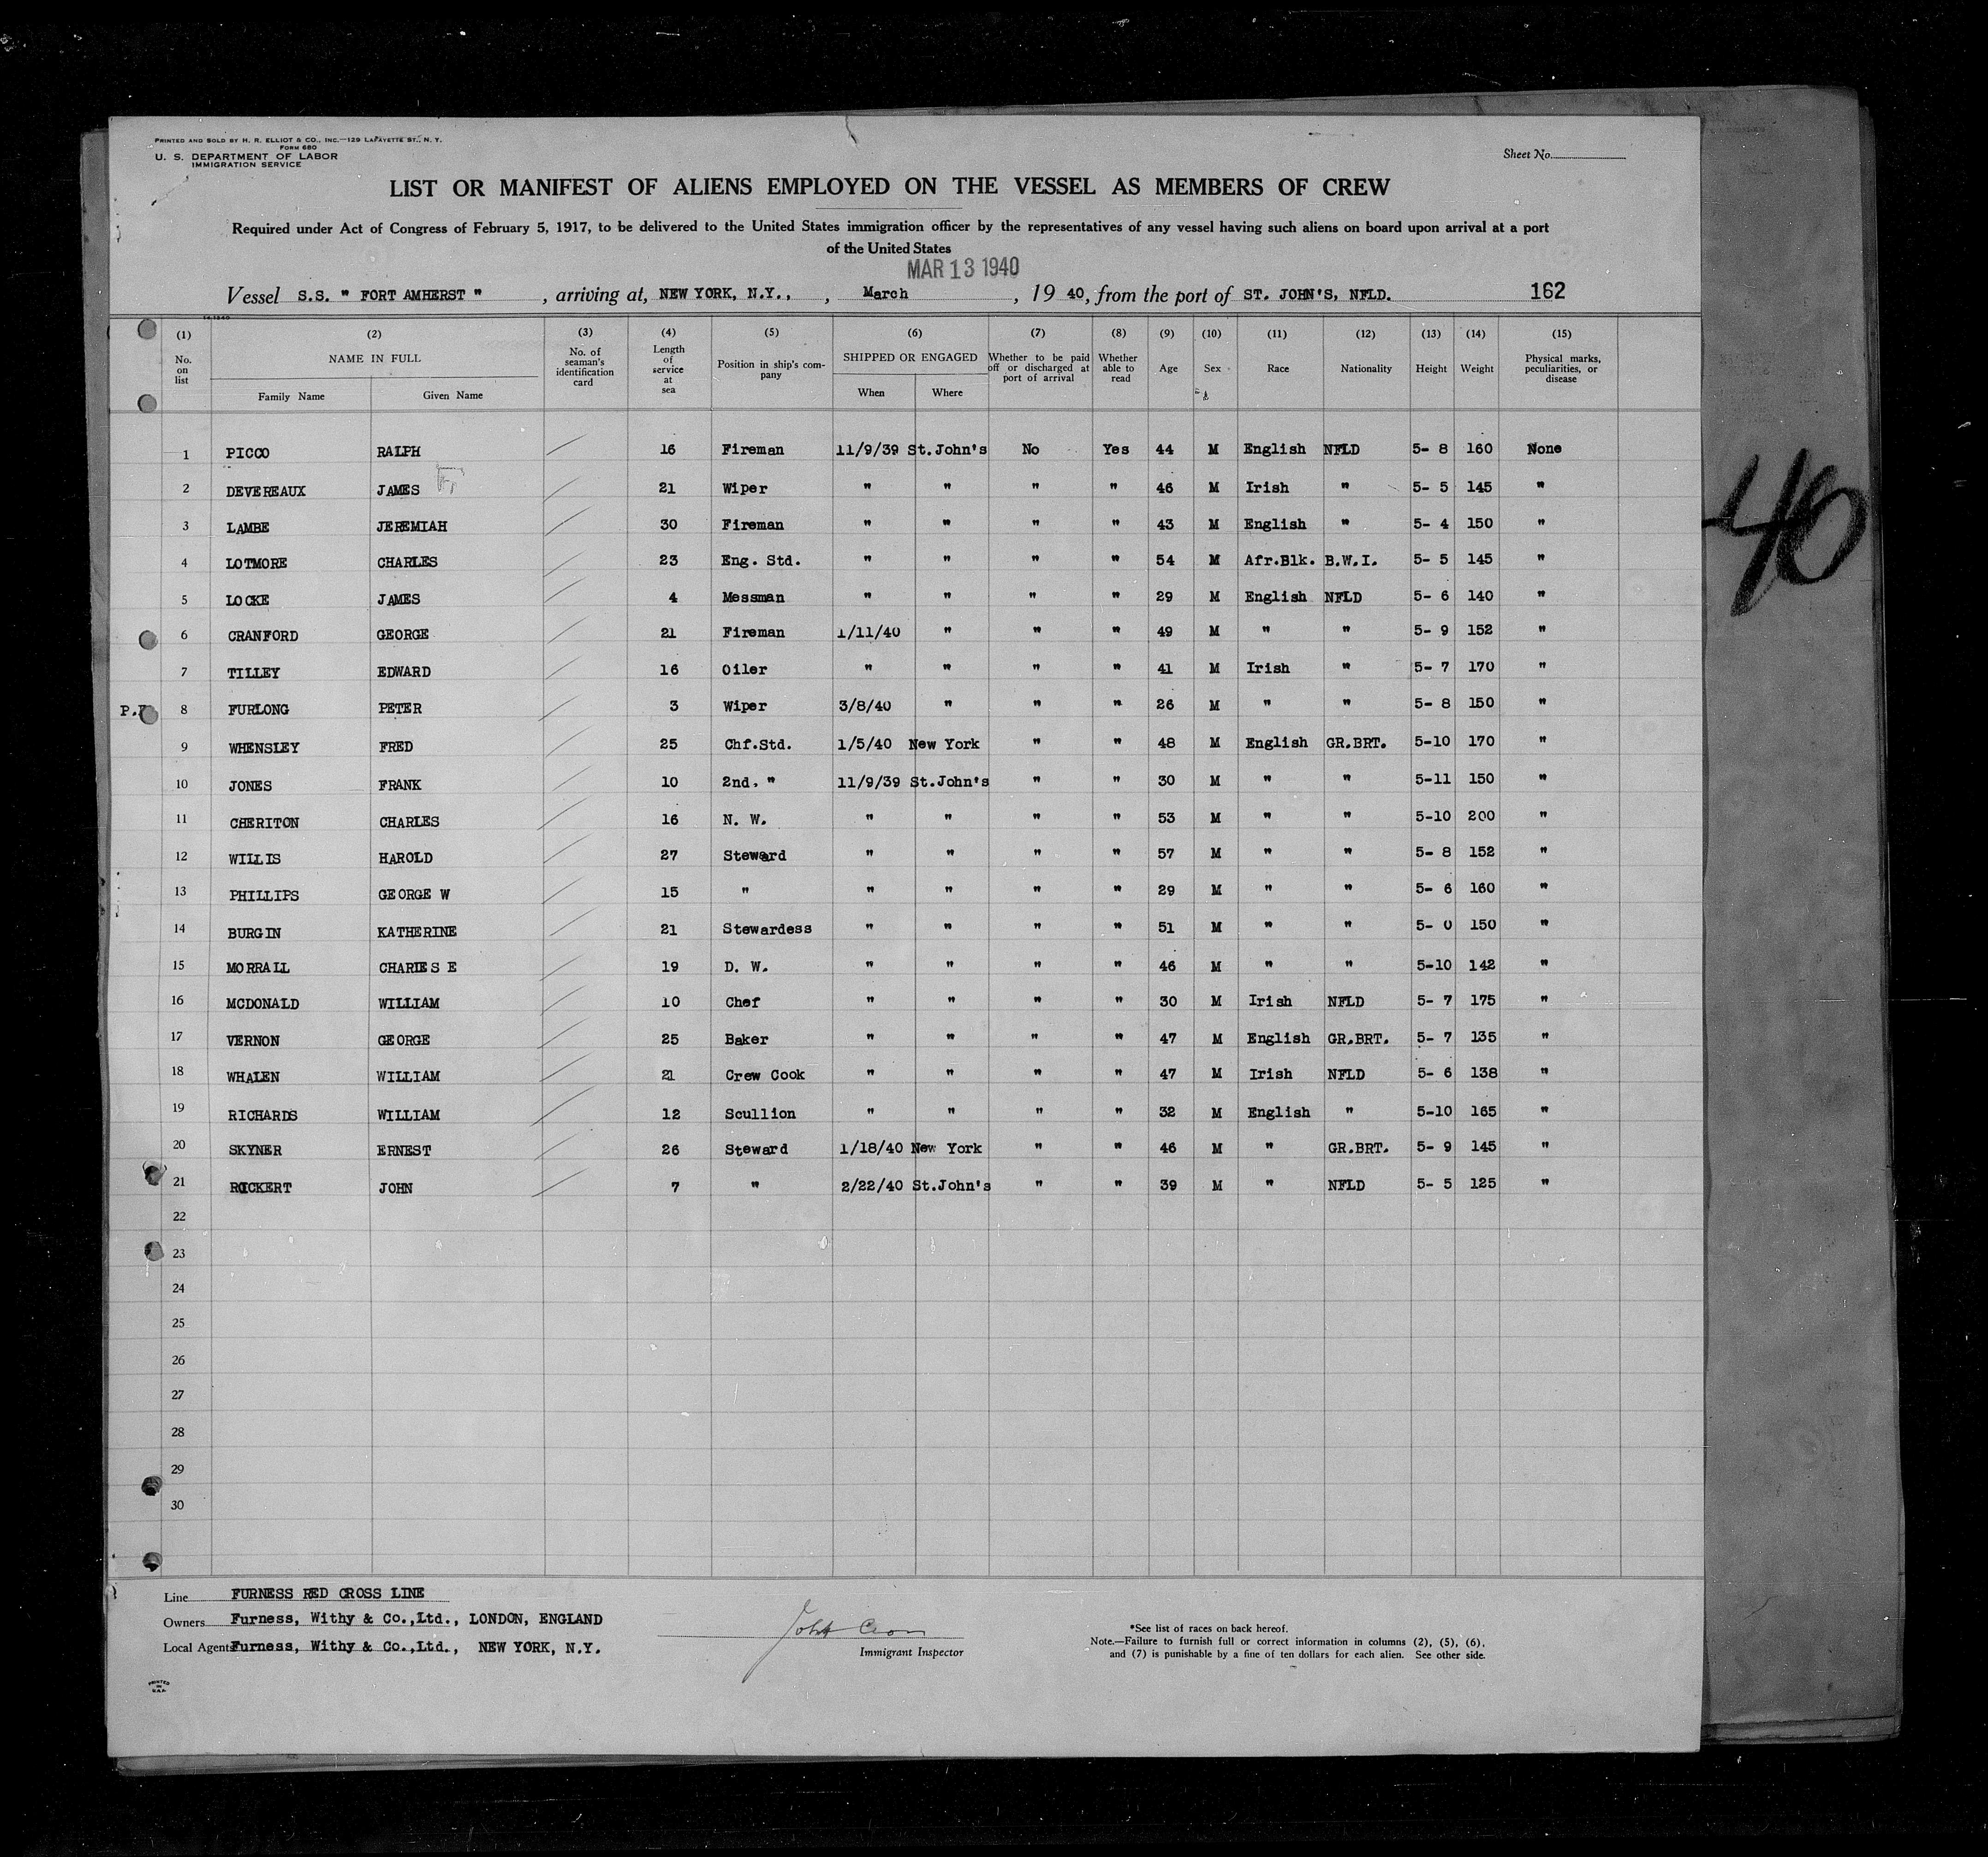 PRINTED AND SOLD BY H. R. ELLIOT & CO., INC.—129 LAFAYETTE ST., N. Y.
FORM 680
U. S. DEPARTMENT OF LABOR
IMMIGRATION SERVICE
Sheet No.
LIST OR MANIFEST OF ALIENS EMPLOYED ON THE VESSEL AS MEMBERS OF CREW
Required under Act of Congress of February 5, 1917, to be delivered to the United States immigration officer by the representatives of any vessel having such aliens on board upon arrival at a port
of the United States
MAR 13 1940
Vessel S.S. " FORT AMHERST " , arriving at, NEW YORK, N.Y., , March , 19 40, from the port of ST. JOHN'S, NFLD. 162
(1) (2) (3) (4) (5) (6) (7) (8) (9) (10) (11) (12) (13) (14) (15)
No. on list NAME IN FULL Family Name Given Name No. of seaman's identification card Length of service at sea Position in ship's company SHIPPED OR ENGAGED When Where Whether to be paid off or discharged at port of arrival Whether able to read Age Sex Race Nationality Height Weight Physical marks, peculiarities, or disease
1 PICCO RALPH 16 Fireman 11/9/39 St.John's No Yes 44 M English NFLD 5- 8 160 None
2 DEVEREAUX JAMES 21 Wiper " " " " 46 M Irish " 5- 5 145 "
3 LAMBE JEREMIAH 30 Fireman " " " " 43 M English " 5- 4 150 "
4 LOTMORE CHARLES 23 Eng. Std. " " " " 54 M Afr.Blk. B.W.I. 5- 5 145 "
5 LOCKE JAMES 4 Messman " " " " 29 M English NFLD 5- 6 140 "
6 CRANFORD GEORGE 21 Fireman 1/11/40 " " " 49 M " " 5- 9 152 "
7 TILLEY EDWARD 16 Oiler " " " " 41 M Irish " 5- 7 170 "
8 FURLONG PETER 3 Wiper 3/8/40 " " " 26 M " " 5- 8 150 "
9 WHENSLEY FRED 25 Chf.Std. 1/5/40 New York " " 48 M English GR.BRT. 5-10 170 "
10 JONES FRANK 10 2nd. " 11/9/39 St.John's " " 30 M " " 5-11 150 "
11 CHERITON CHARLES 16 N. W. " " " " 53 M " " 5-10 200 "
12 WILLIS HAROLD 27 Steward " " " " 57 M " " 5- 8 152 "
13 PHILLIPS GEORGE W 15 " " " " " 29 M " " 5- 6 160 "
14 BURGIN KATHERINE 21 Stewardess " " " " 51 M " " 5- 0 150 "
15 MORRALL CHARLES E 19 D. W. " " " " 46 M " " 5-10 142 "
16 MCDONALD WILLIAM 10 Chef " " " " 30 M Irish NFLD 5- 7 175 "
17 VERNON GEORGE 25 Baker " " " " 47 M English GR.BRT. 5- 7 135 "
18 WHALEN WILLIAM 21 Crew Cook " " " " 47 M Irish NFLD 5- 6 138 "
19 RICHARDS WILLIAM 12 Scullion " " " " 32 M English " 5-10 165 "
20 SKYNER ERNEST 26 Steward 1/18/40 New York " " 46 M " GR.BRT. 5- 9 145 "
21 ROCKERT JOHN 7 " 2/22/40 St.John's " " 39 M " NFLD 5- 5 125 "
22
23
24
25
26
27
28
29
30
40
Line FURNESS RED CROSS LINE
Owners Furness, Withy & Co.,Ltd., LONDON, ENGLAND
Local Agents Furness, Withy & Co.,Ltd., NEW YORK, N.Y.
Immigrant Inspector
*See list of races on back hereof.
Note.—Failure to furnish full or correct information in columns (2), (5), (6),
and (7) is punishable by a fine of ten dollars for each alien. See other side.
PRINTED
IN
U.S.A.